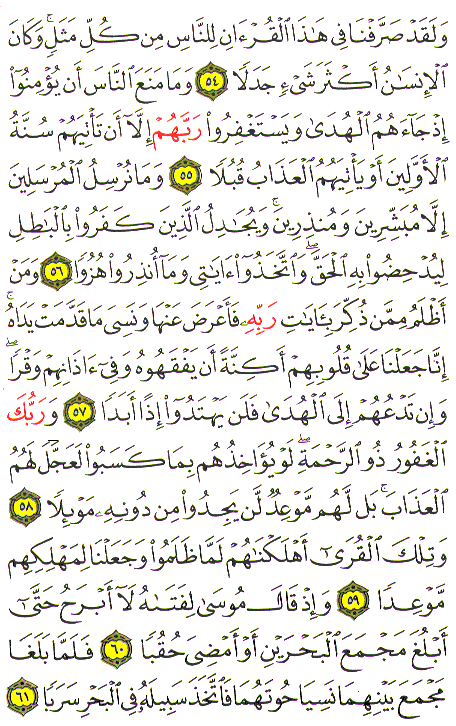 وَلَقَدْ صَرَّفْنَا فِى هَـٰذَا ٱلْقُرْءَانِ لِلنَّاسِ مِن كُلِّ مَثَلٍۚ وَكَانَ
ٱلْإِنسَـٰنُ أَكْثَرَ شَىْءٍ جَدَلًا ٥٤ وَمَا مَنَعَ ٱلنَّاسَ أَن يُؤْمِنُوٓا۟
إِذْ جَآءَهُمُ ٱلْهُدَىٰ وَيَسْتَغْفِرُوا۟ رَبَّهُمْ إِلَّآ أَن تَأْتِيَهُمْ سُنَّةُ
ٱلْأَوَّلِينَ أَوْ يَأْتِيَهُمُ ٱلْعَذَابُ قُبُلًا ٥٥ وَمَا نُرْسِلُ ٱلْمُرْسَلِينَ
إِلَّا مُبَشِّرِينَ وَمُنذِرِينَۚ وَيُجَـٰدِلُ ٱلَّذِينَ كَفَرُوا۟ بِٱلْبَـٰطِلِ
لِيُدْحِضُوا۟ بِهِ ٱلْحَقَّۖ وَٱتَّخَذُوٓا۟ ءَايَـٰتِى وَمَآ أُنذِرُوا۟ هُزُوًا ٥٦ وَمَنْ
أَظْلَمُ مِمَّن ذُكِّرَ بِـَٔايَـٰتِ رَبِّهِۦ فَأَعْرَضَ عَنْهَا وَنَسِىَ مَا قَدَّمَتْ يَدَاهُۚ
إِنَّا جَعَلْنَا عَلَىٰ قُلُوبِهِمْ أَكِنَّةً أَن يَفْقَهُوهُ وَفِىٓ ءَاذَانِهِمْ وَقْرًاۖ
وَإِن تَدْعُهُمْ إِلَى ٱلْهُدَىٰ فَلَن يَهْتَدُوٓا۟ إِذًا أَبَدًا ٥٧ وَرَبُّكَ
ٱلْغَفُورُ ذُو ٱلرَّحْمَةِۖ لَوْ يُؤَاخِذُهُم بِمَا كَسَبُوا۟ لَعَجَّلَ لَهُمُ
ٱلْعَذَابَۚ بَل لَّهُم مَّوْعِدٌ لَّن يَجِدُوا۟ مِن دُونِهِۦ مَوْئِلًا ٥٨
وَتِلْكَ ٱلْقُرَىٰٓ أَهْلَكْنَـٰهُمْ لَمَّا ظَلَمُوا۟ وَجَعَلْنَا لِمَهْلِكِهِم
مَّوْعِدًا ٥٩ وَإِذْ قَالَ مُوسَىٰ لِفَتَىٰهُ لَآ أَبْرَحُ حَتَّىٰٓ
أَبْلُغَ مَجْمَعَ ٱلْبَحْرَيْنِ أَوْ أَمْضِىَ حُقُبًا ٦٠ فَلَمَّا بَلَغَا
مَجْمَعَ بَيْنِهِمَا نَسِيَا حُوتَهُمَا فَٱتَّخَذَ سَبِيلَهُۥ فِى ٱلْبَحْرِ سَرَبًا ٦١